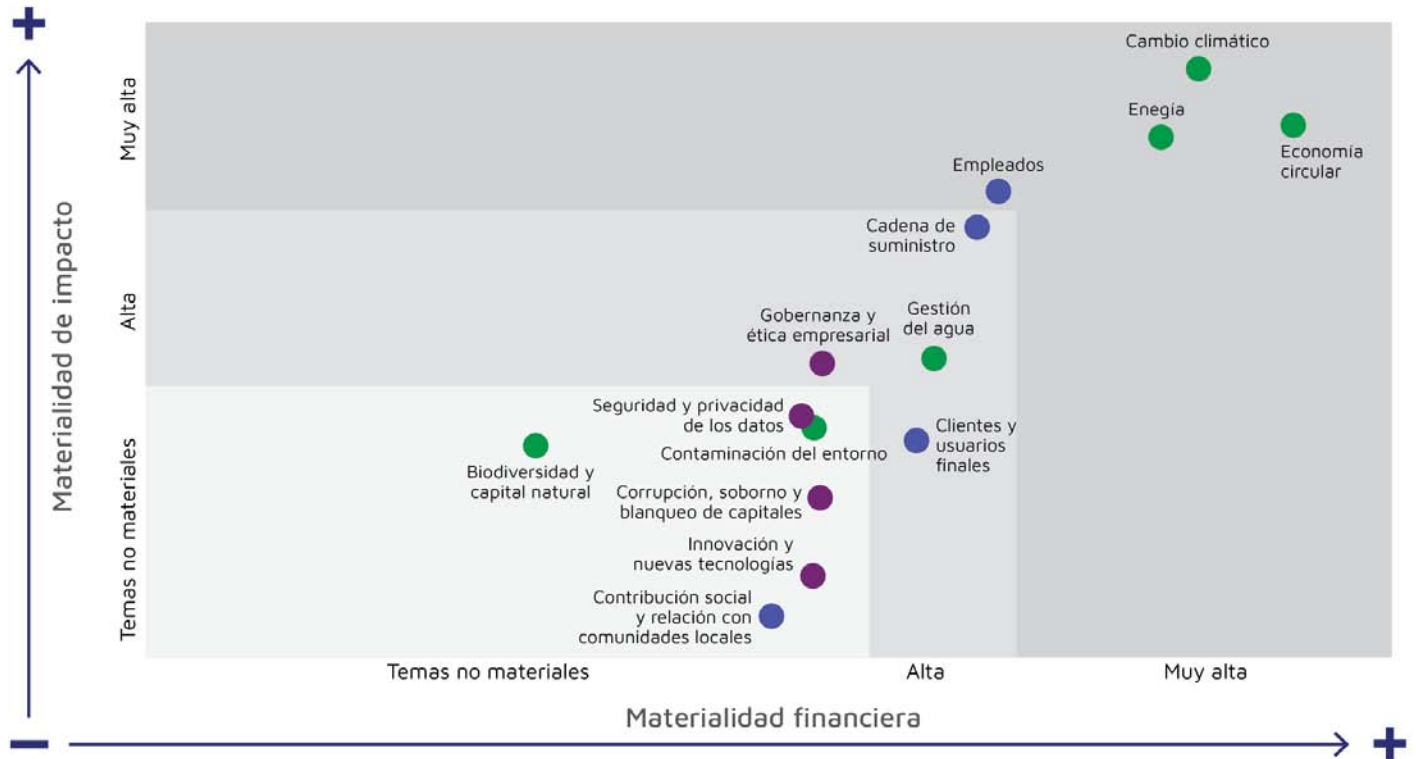 Cambio climático
Enegía
Economía
circular
Empleados
Cadena de
suministro
Gobernanza y
ética empresarial
Gestión
del agua
Seguridad y privacidad
de los datos
Contaminación del entorno
Clientes y
usuarios
finales
Biodiversidad y
capital natural
Corrupción, soborno y
blanqueo de capitales
Innovación y
nuevas tecnologías
Contribución social
y relación con
comunidades locales
Muy alta
Alta
Temas no materiales
Materialidad de impacto
Temas no materiales
Alta
Muy alta
Materialidad financiera